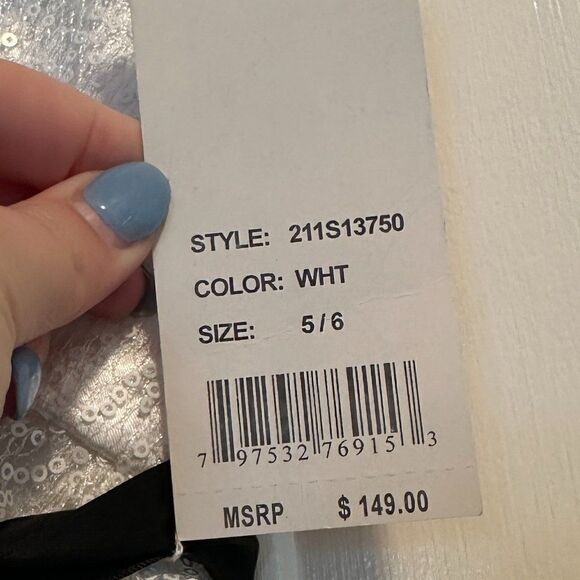 STYLE: 211S13750
COLOR: WHT
SIZE: 5/6
7 97532 76915 3
MSRP $ 149.00